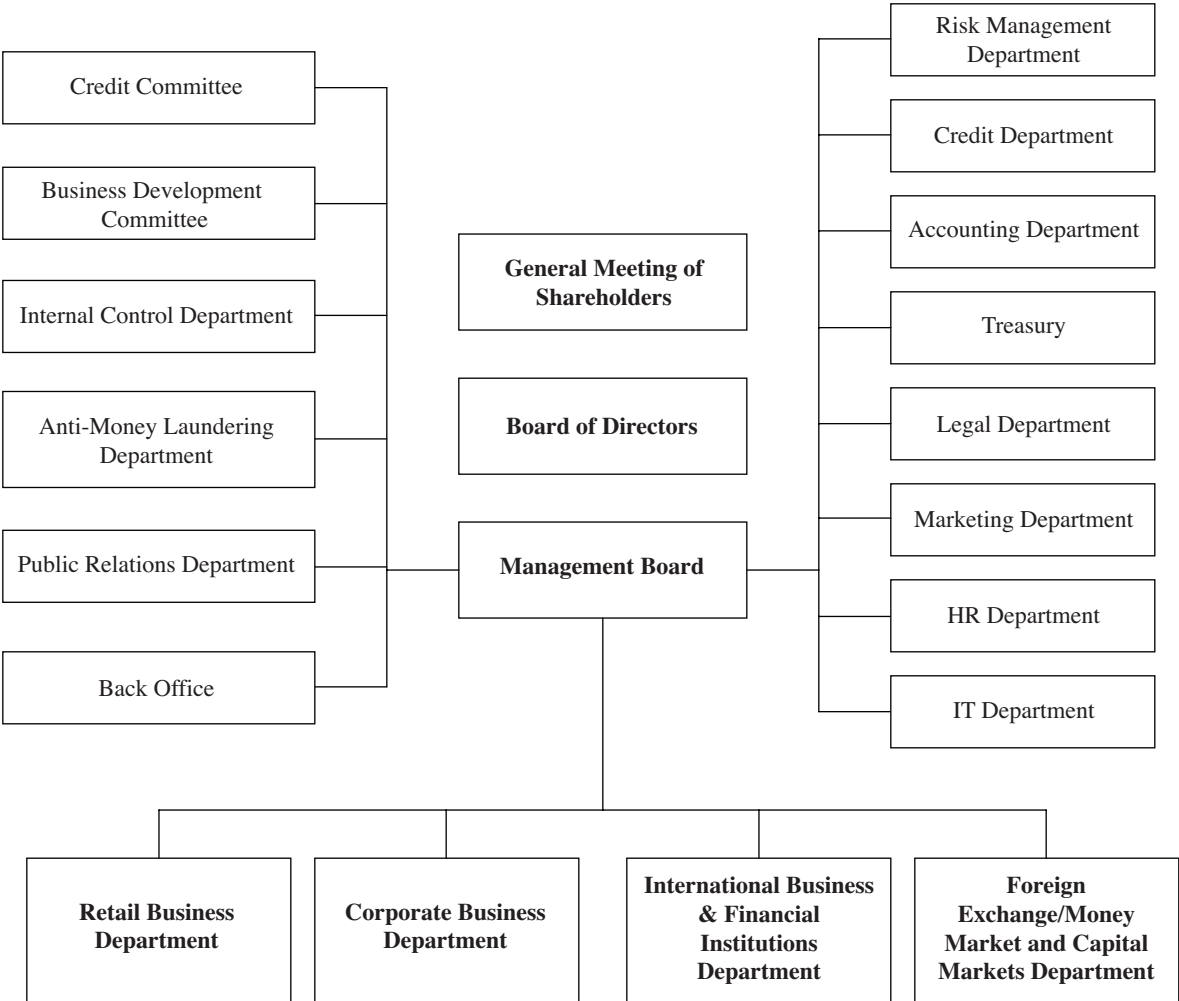 Credit Committee
Business Development
Committee
Internal Control Department
Anti-Money Laundering
Department
Public Relations Department
Back Office
General Meeting of
Shareholders
Board of Directors
Management Board
Risk Management
Department
Credit Department
Accounting Department
Treasury
Legal Department
Marketing Department
HR Department
IT Department
Retail Business
Department
Corporate Business
Department
International Business
& Financial
Institutions
Department
Foreign
Exchange/Money
Market and Capital
Markets Department